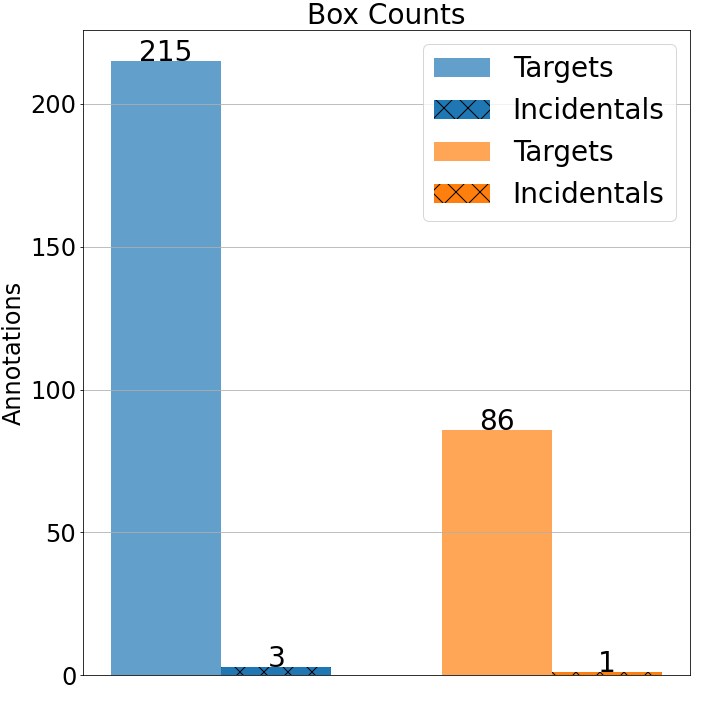 Box Counts
215
Targets
Incidentals
Targets
Incidentals
200
150
100
50
0
Annotations
86
3
1